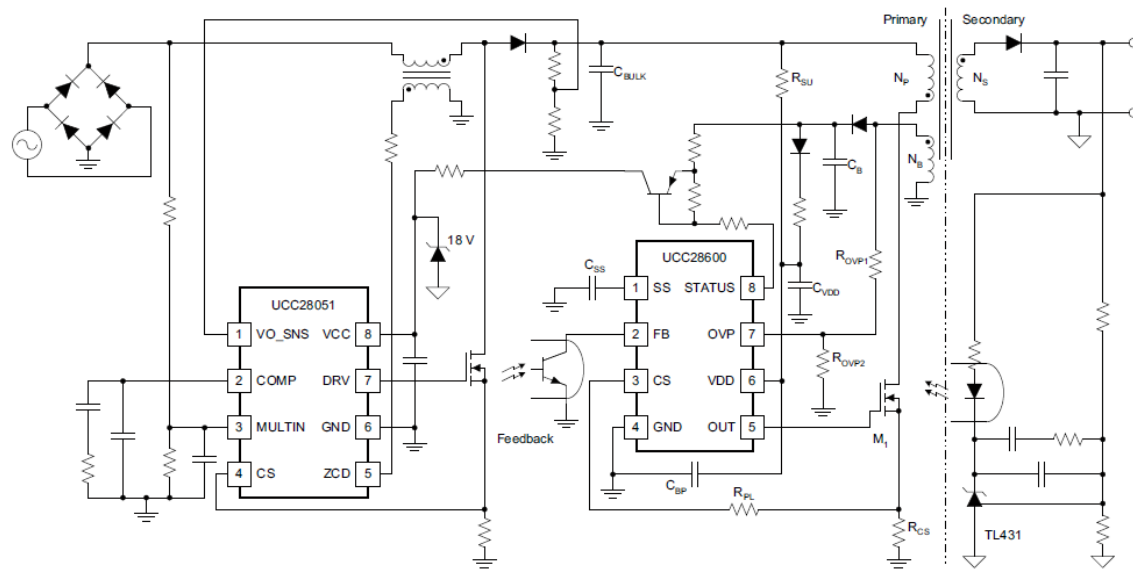 Primary
Secondary
C_BULK
R_SU
N_P
N_S
C_B
N_B
18 V
UCC28600
R_OVP1
C_SS
1 SS STATUS 8
C_VDD
UCC28051
1 VO_SNS VCC 8
2 FB OVP 7
R_OVP2
2 COMP DRV 7
3 CS VDD 6
3 MULTIN GND 6
4 GND OUT 5
M_1
Feedback
4 CS ZCD 5
C_BP
R_PL
R_CS
TL431